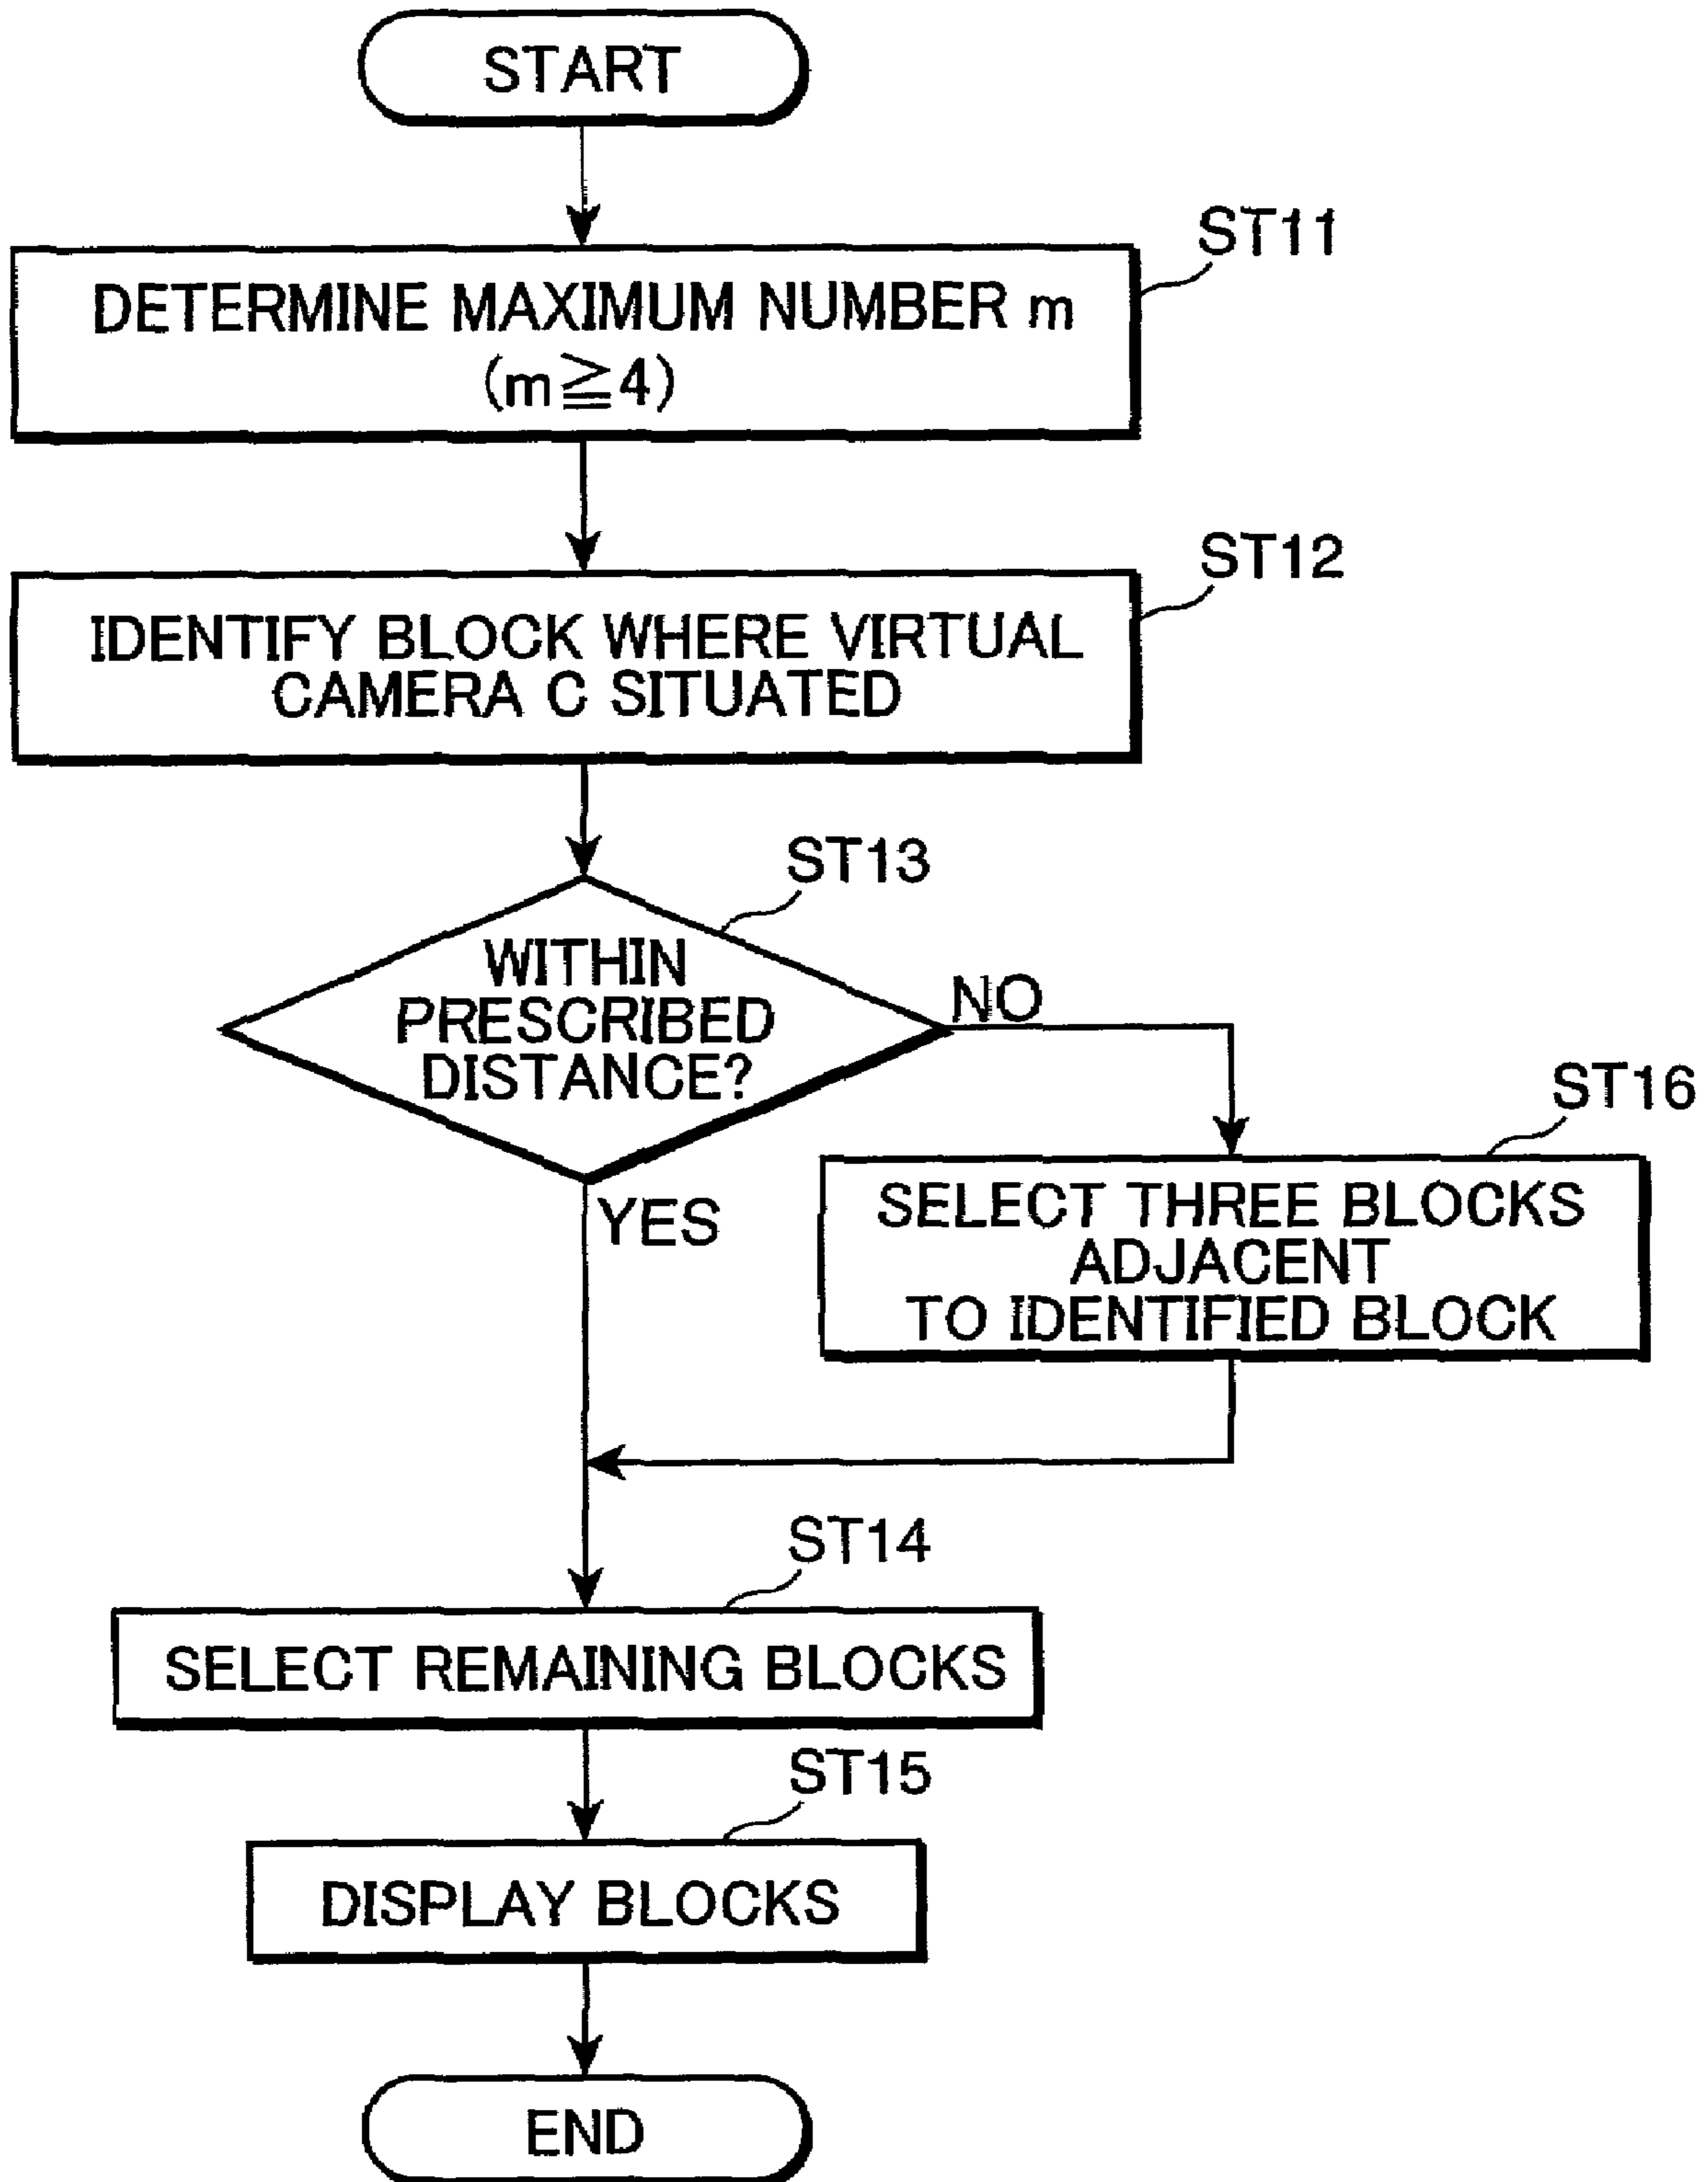 START
ST11
DETERMINE MAXIMUM NUMBER m
(m≧4)
ST12
IDENTIFY BLOCK WHERE VIRTUAL
CAMERA C SITUATED
ST13
WITHIN
PRESCRIBED
DISTANCE?
NO
YES
ST16
SELECT THREE BLOCKS
ADJACENT
TO IDENTIFIED BLOCK
ST14
SELECT REMAINING BLOCKS
ST15
DISPLAY BLOCKS
END